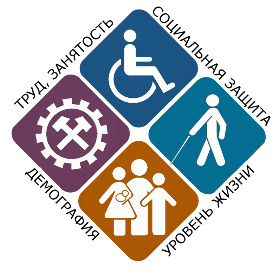 ТРУД, ЗАНЯТОСТЬ
СОЦИАЛЬНАЯ ЗАЩИТА
ДЕМОГРАФИЯ
УРОВЕНЬ ЖИЗНИ